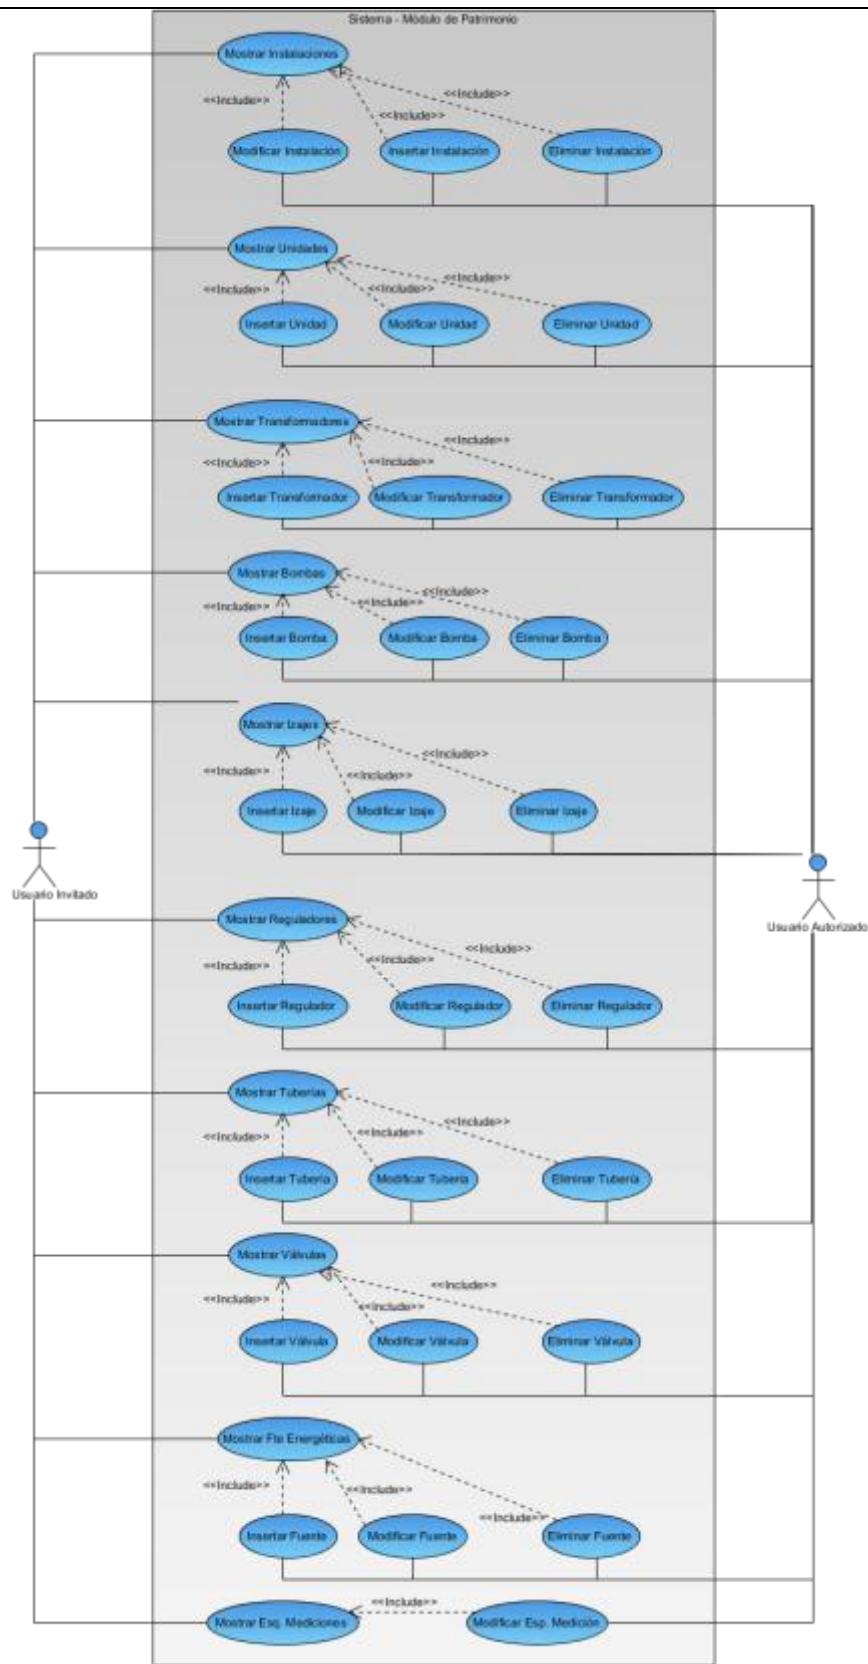 Sistema - Módulo de Patrimonio
Mostrar Instalaciones
<<Include>>
<<Include>>
<<Include>>
Modificar Instalación
Insertar Instalación
Eliminar Instalación
Mostrar Unidades
<<Include>>
<<Include>>
<<Include>>
Insertar Unidad
Modificar Unidad
Eliminar Unidad
Mostrar Transformadores
<<Include>>
<<Include>>
<<Include>>
Insertar Transformador
Modificar Transformador
Eliminar Transformador
Mostrar Bombas
<<Include>>
<<Include>>
<<Include>>
Insertar Bomba
Modificar Bomba
Eliminar Bomba
Mostrar Izajes
<<Include>>
<<Include>>
<<Include>>
Insertar Izaje
Modificar Izaje
Eliminar Izaje
Usuario Invitado
Usuario Autorizado
Mostrar Reguladores
<<Include>>
<<Include>>
<<Include>>
Insertar Regulador
Modificar Regulador
Eliminar Regulador
Mostrar Tuberías
<<Include>>
<<Include>>
<<Include>>
Insertar Tubería
Modificar Tubería
Eliminar Tubería
Mostrar Válvulas
<<Include>>
<<Include>>
<<Include>>
Insertar Válvula
Modificar Válvula
Eliminar Válvula
Mostrar Fte Energéticas
<<Include>>
<<Include>>
<<Include>>
Insertar Fuente
Modificar Fuente
Eliminar Fuente
<<Include>>
Mostrar Esq. Mediciones
Modificar Esp. Medición